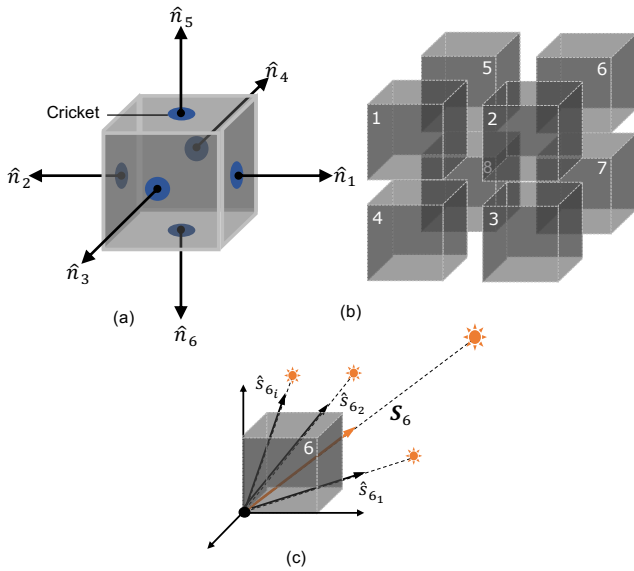 n̂₅
n̂₄
Cricket
n̂₂
n̂₁
n̂₃
n̂₆
(a)
5
6
1
2
8
7
4
3
(b)
ŝ₆ᵢ
ŝ₆₂
6
S₆
ŝ₆₁
(c)